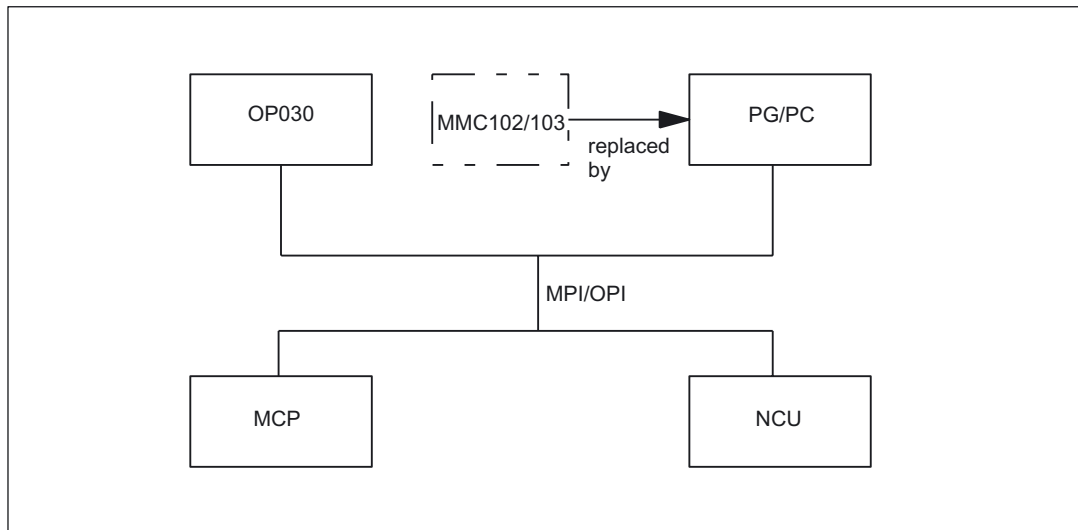 OP030
MMC102/103
PG/PC
replaced
by
MPI/OPI
MCP
NCU